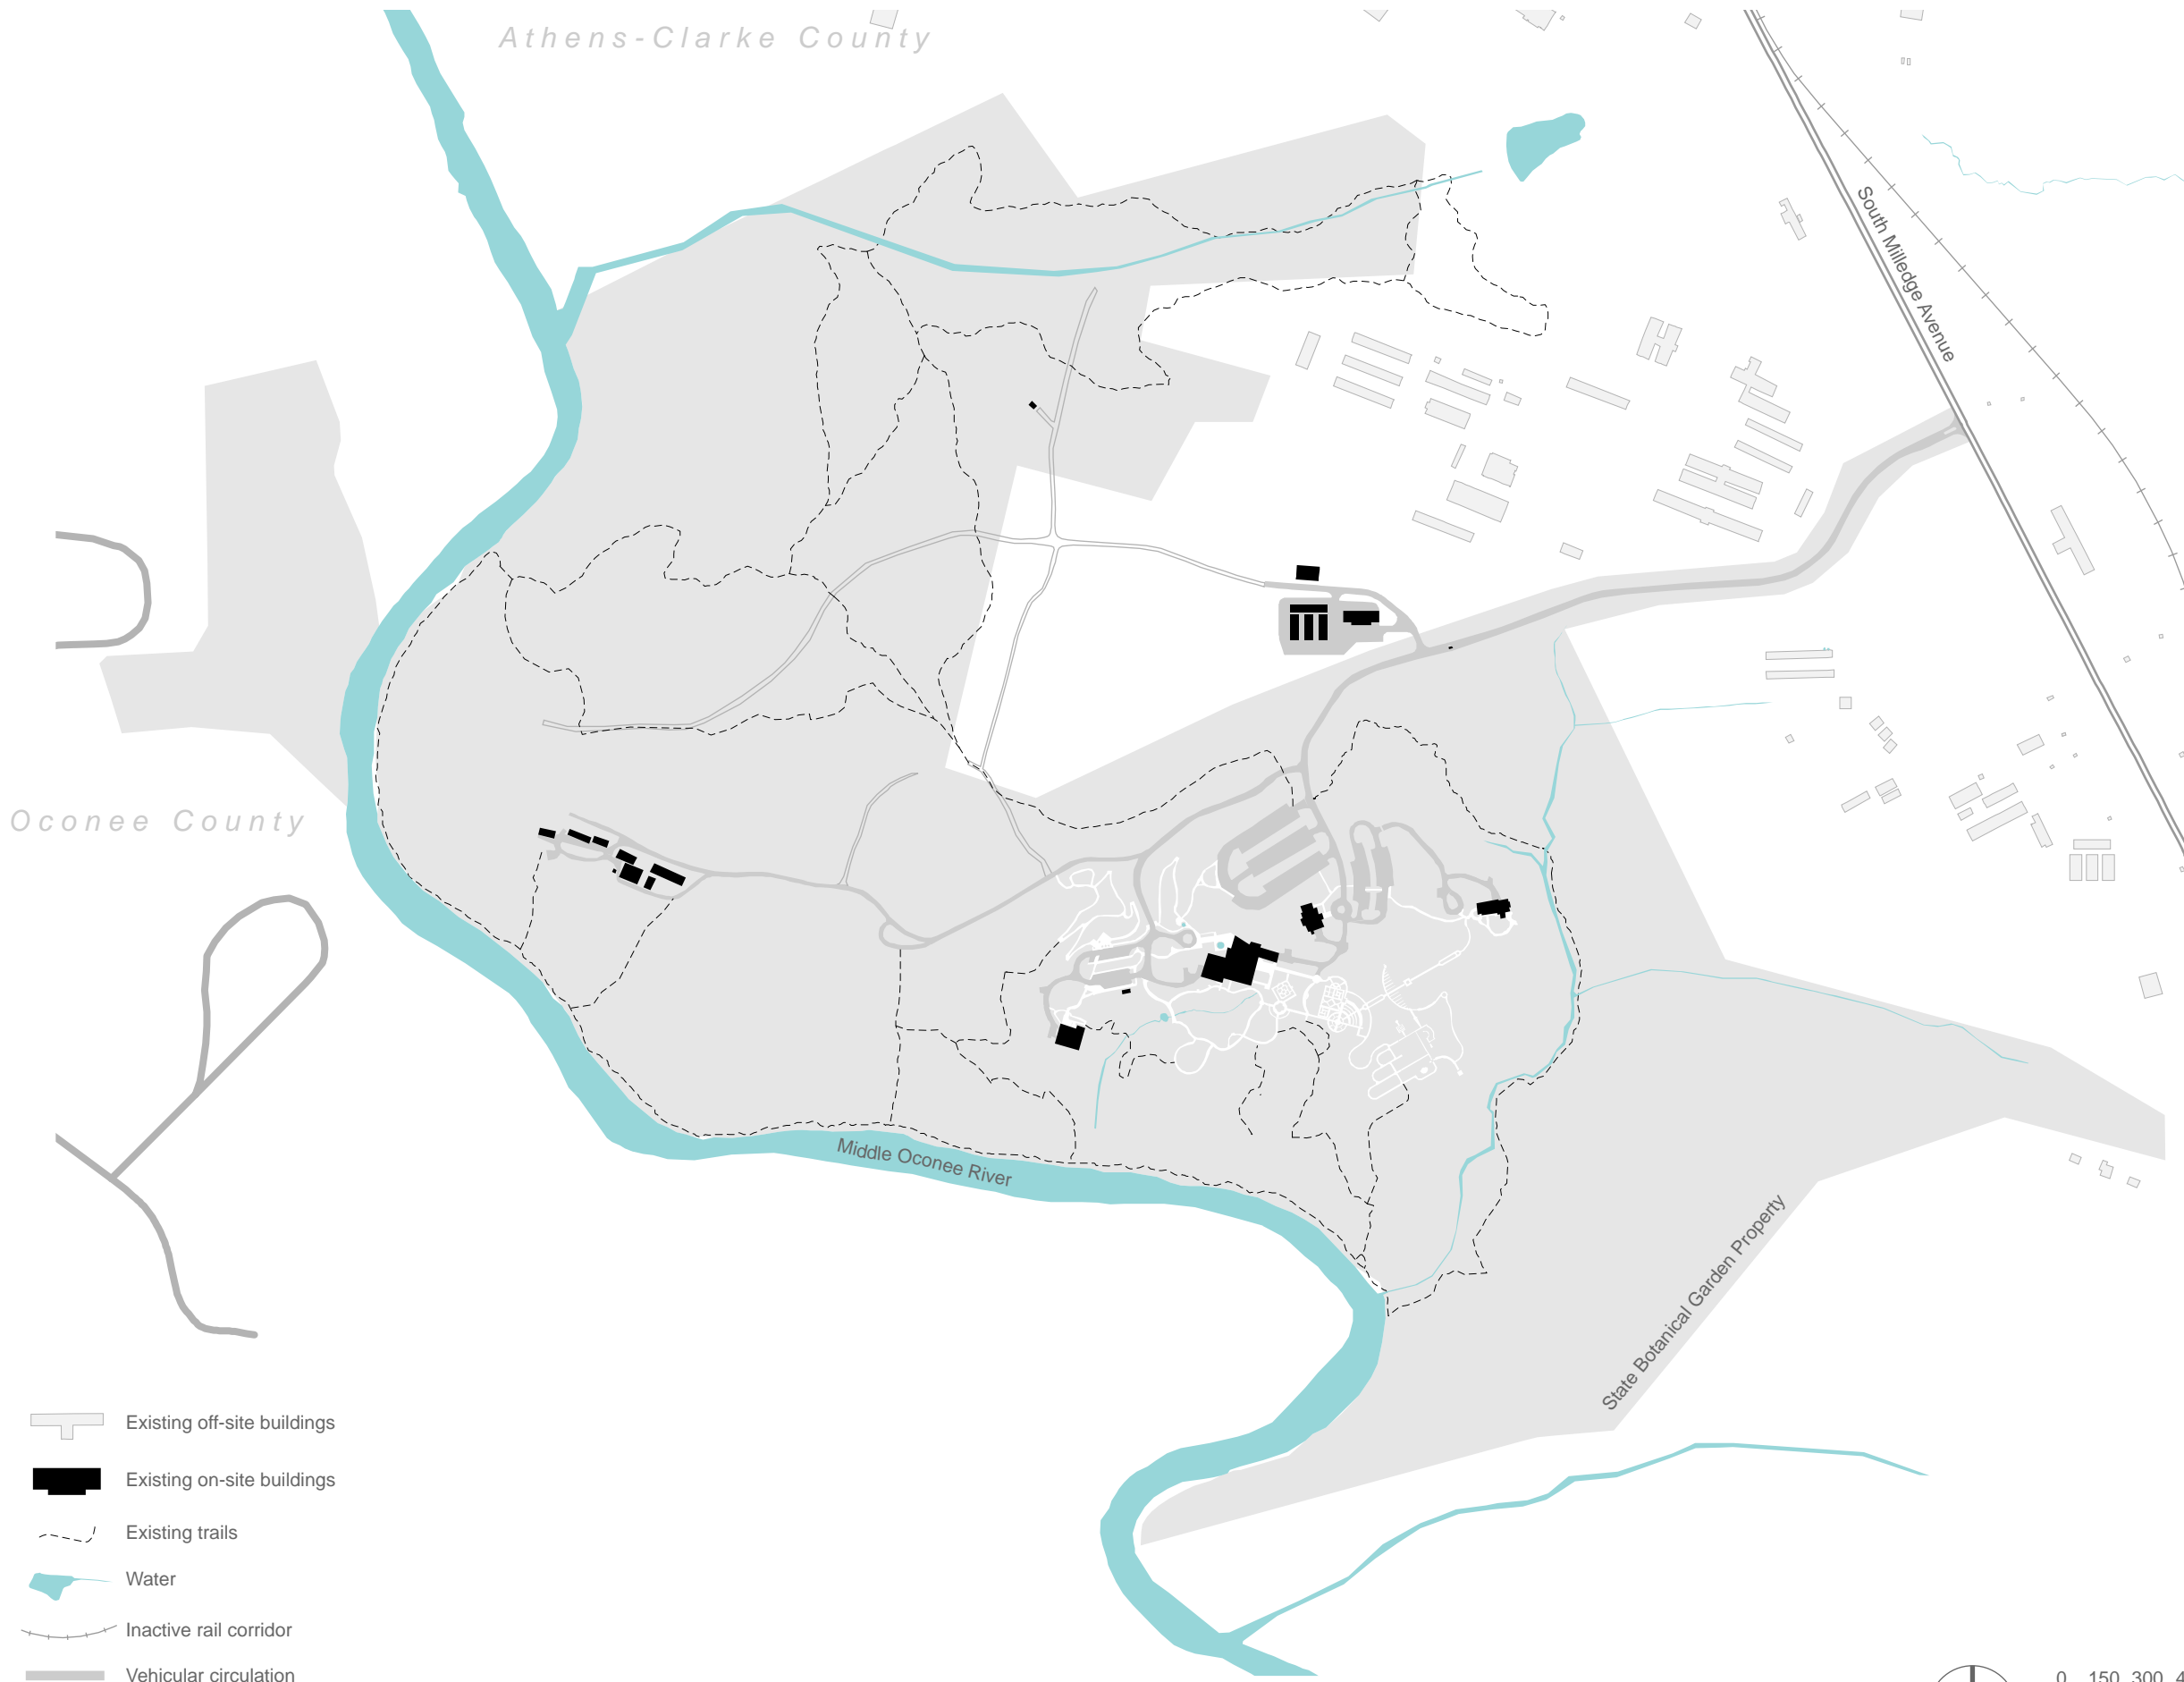 Athens-Clarke County
South Milledge Avenue
Oconee County
Middle Oconee River
State Botanical Garden Property
Existing off-site buildings
Existing on-site buildings
Existing trails
Water
Inactive rail corridor
Vehicular circulation
0 150 300